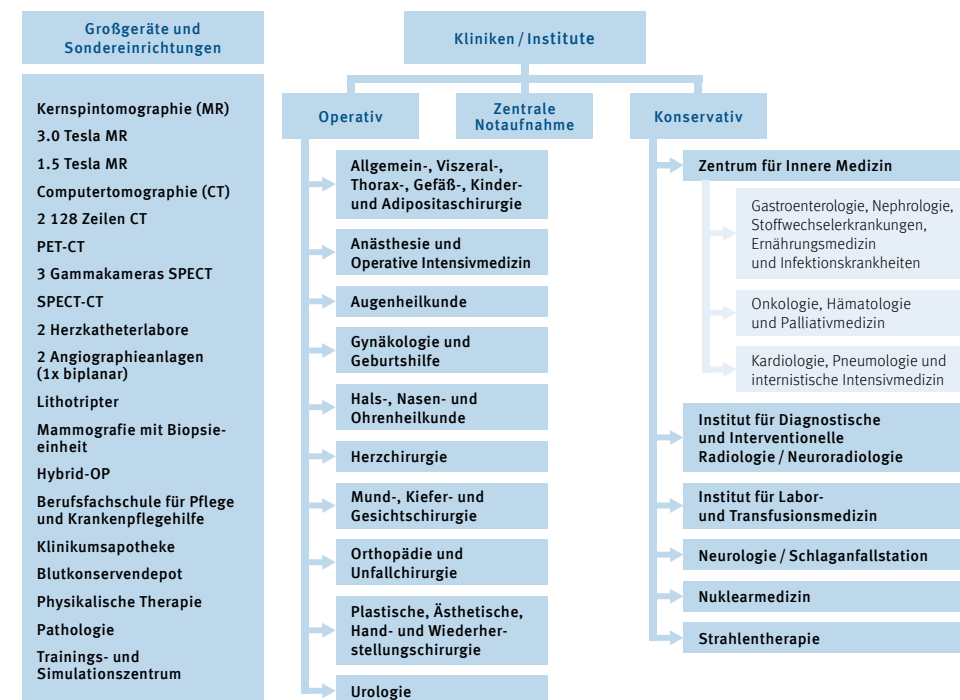 Großgeräte und
Sondereinrichtungen
Kernspintomographie (MR)
3.0 Tesla MR
1.5 Tesla MR
Computertomographie (CT)
2 128 Zeilen CT
PET-CT
3 Gammakameras SPECT
SPECT-CT
2 Herzkatheterlabore
2 Angiographieanlagen
(1x biplanar)
Lithotripter
Mammografie mit Biopsie-
einheit
Hybrid-OP
Berufsfachschule für Pflege
und Krankenpflegehilfe
Klinikumsapotheke
Blutkonservendepot
Physikalische Therapie
Pathologie
Trainings- und
Simulationszentrum
Kliniken / Institute
Operativ
Allgemein-, Viszeral-,
Thorax-, Gefäß-, Kinder-
und Adipositaschirurgie
Anästhesie und
Operative Intensivmedizin
Augenheilkunde
Gynäkologie und
Geburtshilfe
Hals-, Nasen- und
Ohrenheilkunde
Herzchirurgie
Mund-, Kiefer- und
Gesichtschirurgie
Orthopädie und
Unfallchirurgie
Plastische, Ästhetische,
Hand- und Wiederher-
stellungschirurgie
Urologie
Zentrale
Notaufnahme
Konservativ
Zentrum für Innere Medizin
Gastroenterologie, Nephrologie,
Stoffwechselerkrankungen,
Ernährungsmedizin
und Infektionskrankheiten
Onkologie, Hämatologie
und Palliativmedizin
Kardiologie, Pneumologie und
internistische Intensivmedizin
Institut für Diagnostische
und Interventionelle
Radiologie / Neuroradiologie
Institut für Labor-
und Transfusionsmedizin
Neurologie / Schlaganfallstation
Nuklearmedizin
Strahlentherapie